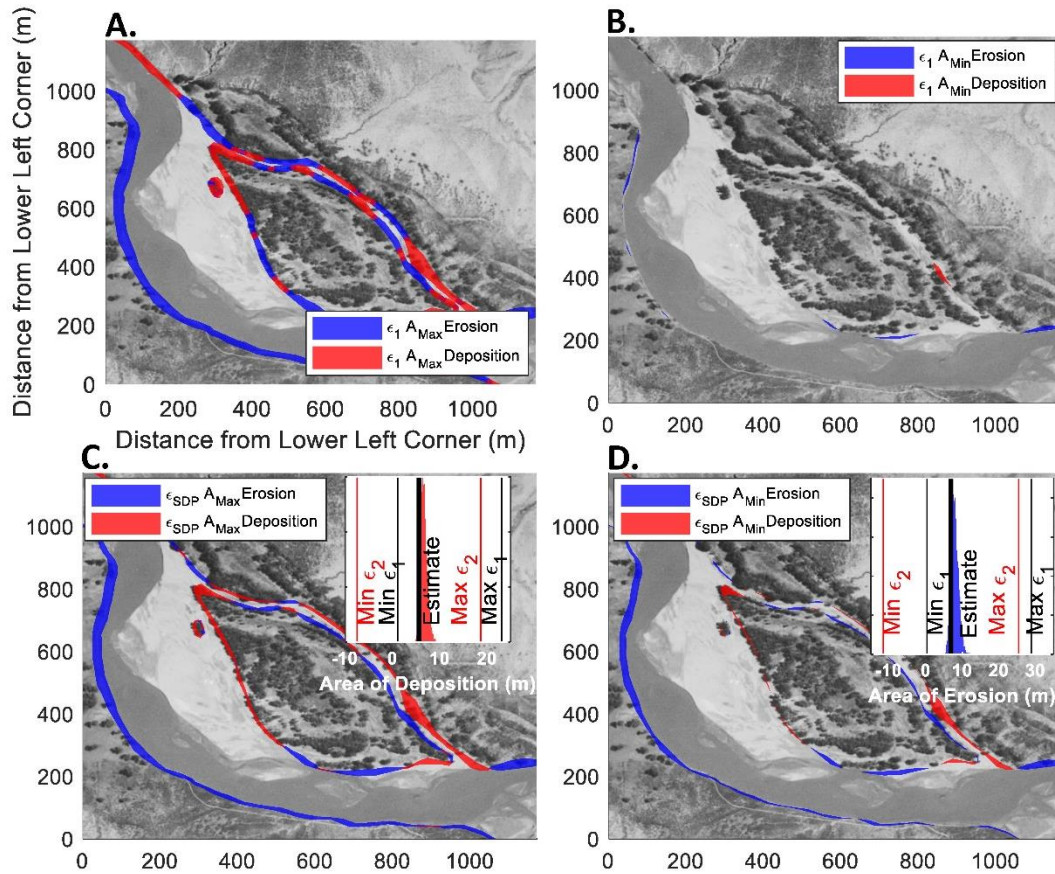 A.
B.
Distance from Lower Left Corner (m)
1000
800
600
400
200
0
ϵ1 AMax Erosion
ϵ1 AMax Deposition
0 200 400 600 800 1000
Distance from Lower Left Corner (m)
1000
800
600
400
200
0
ϵ1 AMin Erosion
ϵ1 AMin Deposition
0 200 400 600 800 1000
C.
ϵSDP AMax Erosion
ϵSDP AMax Deposition
1000
800
600
400
200
0
0 200 400 600 800 1000
Min ϵ2
Min ϵ1
Estimate
Max ϵ2
Max ϵ1
-10 0 10 20
Area of Deposition (m)
D.
ϵSDP AMin Erosion
ϵSDP AMin Deposition
1000
800
600
400
200
0
0 200 400 600 800 1000
Min ϵ2
Min ϵ1
Estimate
Max ϵ2
Max ϵ1
-10 0 10 20 30
Area of Erosion (m)